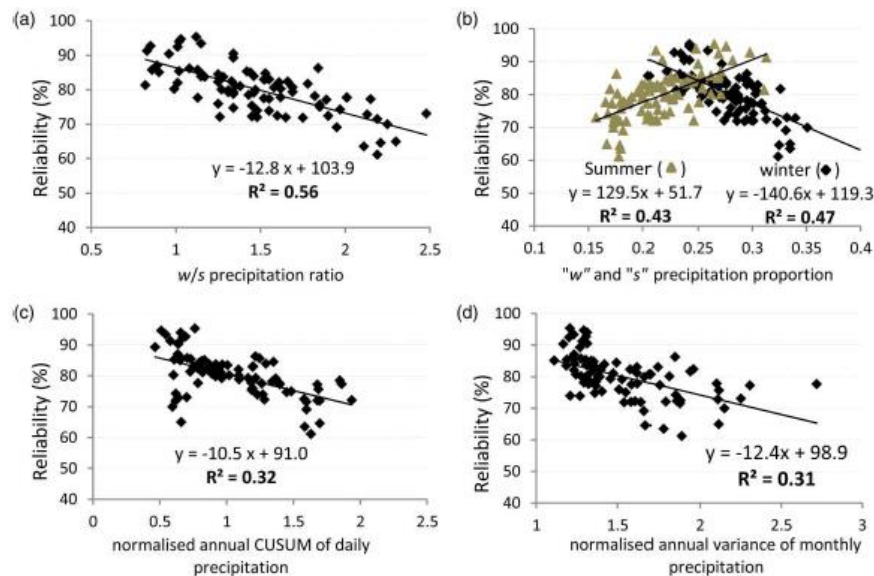 (a)
Reliability (%)
100
90
80
70
60
50
40
y = -12.8 x + 103.9
R² = 0.56
0.5
1
1.5
2
2.5
w/s precipitation ratio
(b)
Reliability (%)
100
90
80
70
60
50
40
Summer (▲)
winter (◆)
y = 129.5x + 51.7
y = -140.6x + 119.3
R² = 0.43
R² = 0.47
0.1
0.15
0.2
0.25
0.3
0.35
0.4
"w" and "s" precipitation proportion
(c)
Reliability (%)
100
90
80
70
60
50
40
y = -10.5x + 91.0
R² = 0.32
0
0.5
1
1.5
2
2.5
normalised annual CUSUM of daily
precipitation
(d)
Reliability (%)
100
90
80
70
60
50
40
y = -12.4x + 98.9
R² = 0.31
1
1.5
2
2.5
3
normalised annual variance of monthly
precipitation